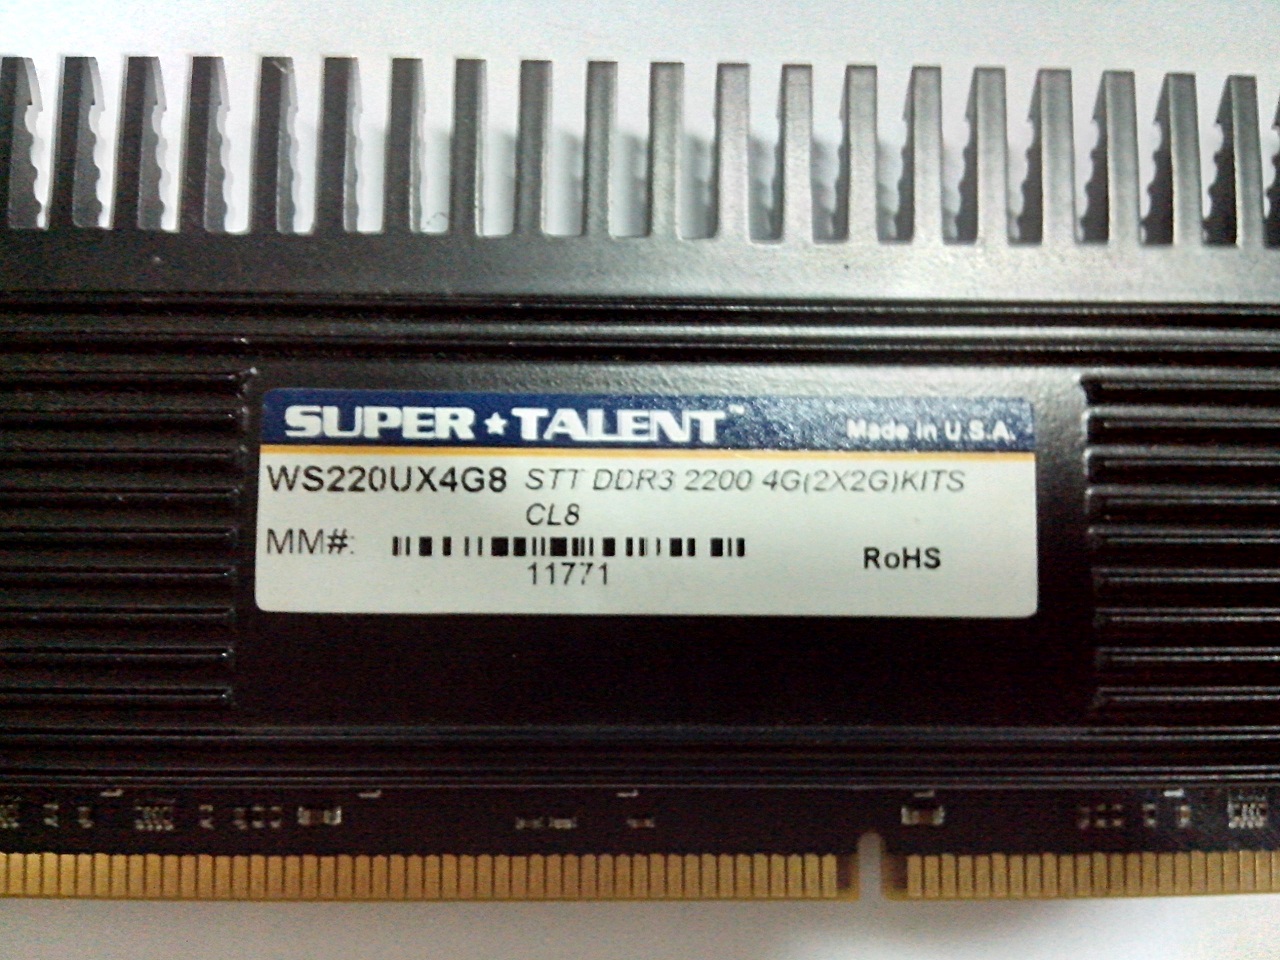 SUPER★TALENT™ Made in U.S.A.
WS220UX4G8 STT DDR3 2200 4G(2X2G)KITS
CL8
MM#:
11771
RoHS